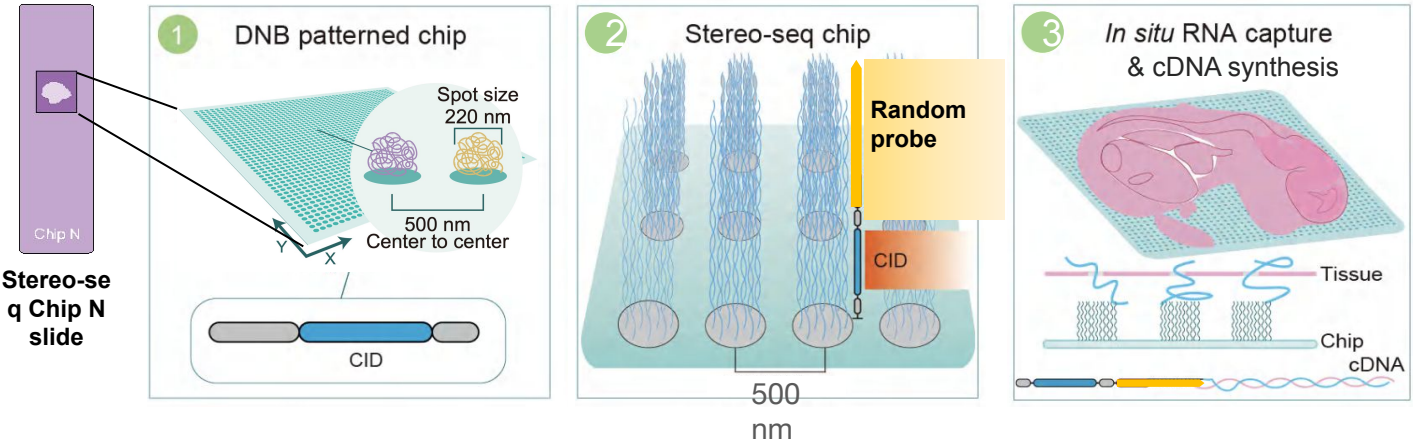 Chip N
Stereo-se
q Chip N
slide
1
DNB patterned chip
Spot size
220 nm
500 nm
Center to center
Y
X
CID
2
Stereo-seq chip
Random
probe
CID
500
nm
3
In situ RNA capture
& cDNA synthesis
Tissue
Chip
cDNA